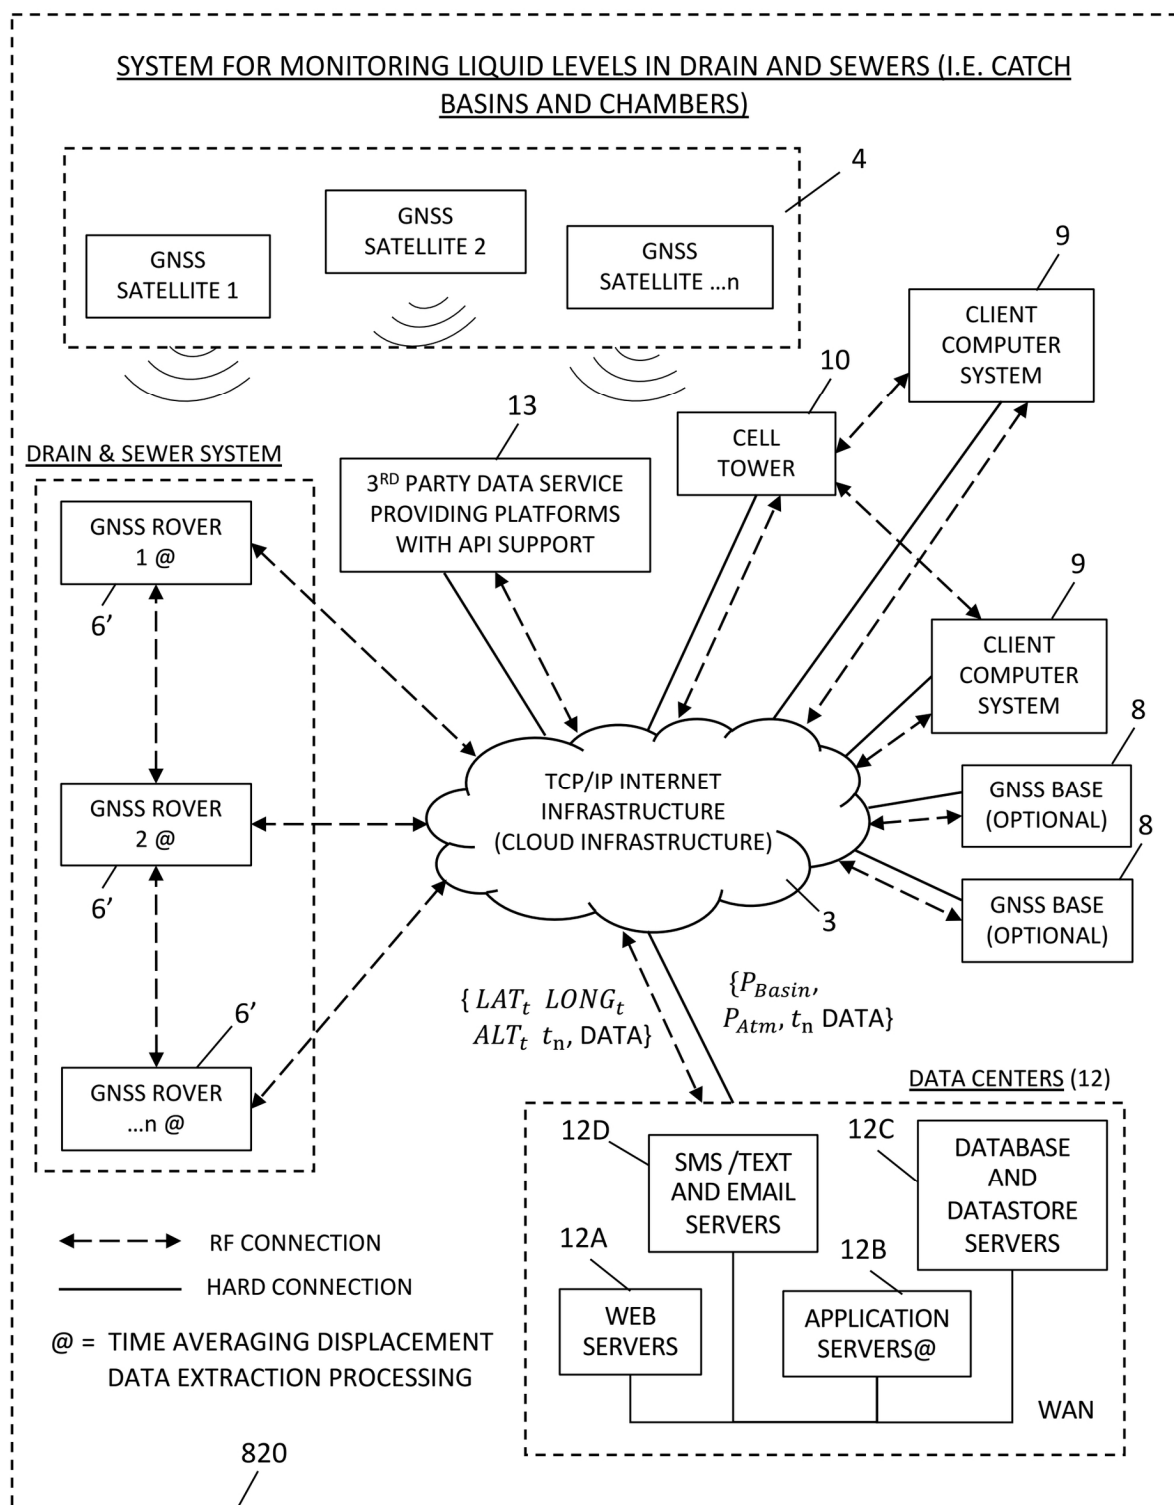 SYSTEM FOR MONITORING LIQUID LEVELS IN DRAIN AND SEWERS (I.E. CATCH
BASINS AND CHAMBERS)
4
GNSS
SATELLITE 1
GNSS
SATELLITE 2
GNSS
SATELLITE ...n
9
CLIENT
COMPUTER
SYSTEM
10
CELL
TOWER
13
3RD PARTY DATA SERVICE
PROVIDING PLATFORMS
WITH API SUPPORT
DRAIN & SEWER SYSTEM
GNSS ROVER
1 @
6’
GNSS ROVER
2 @
6’
6’
GNSS ROVER
...n @
9
CLIENT
COMPUTER
SYSTEM
8
GNSS BASE
(OPTIONAL)
8
GNSS BASE
(OPTIONAL)
TCP/IP INTERNET
INFRASTRUCTURE
(CLOUD INFRASTRUCTURE)
3
{ LATt LONGt
ALTt tn, DATA}
{PBasin,
PAtm, tn DATA}
DATA CENTERS (12)
12D
SMS /TEXT
AND EMAIL
SERVERS
12C
DATABASE
AND
DATASTORE
SERVERS
12A
WEB
SERVERS
12B
APPLICATION
SERVERS@
WAN
RF CONNECTION
HARD CONNECTION
@ = TIME AVERAGING DISPLACEMENT
DATA EXTRACTION PROCESSING
820